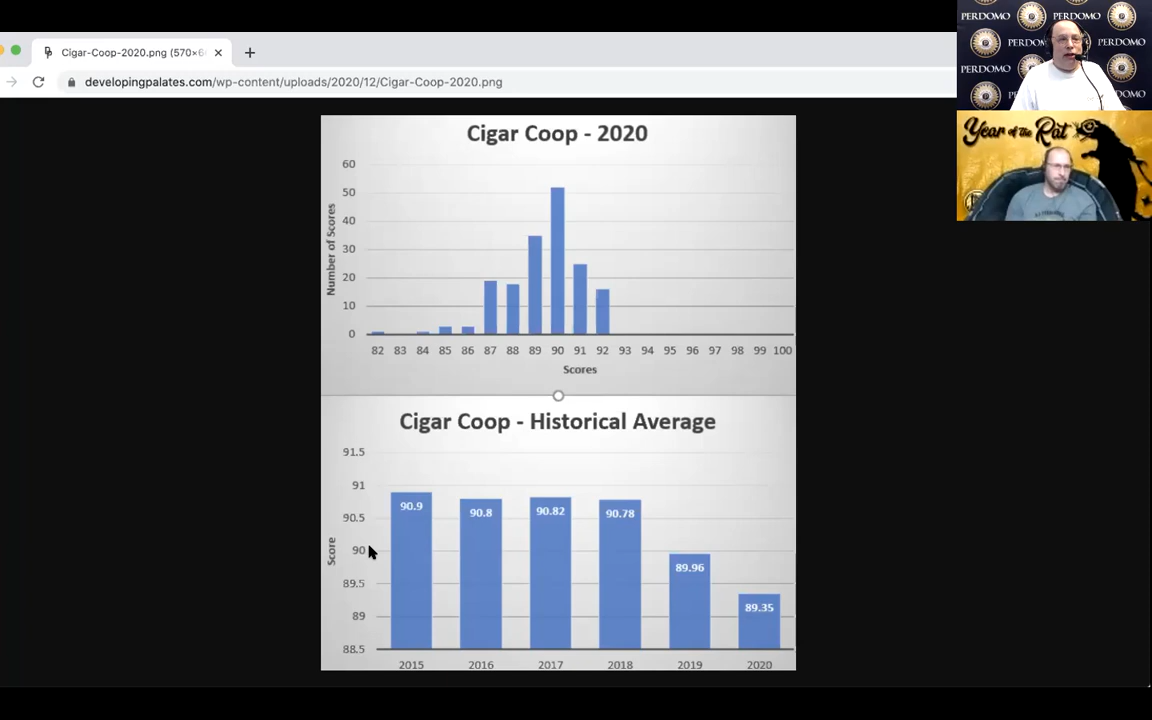 Cigar-Coop-2020.png (570×6
developingpalates.com/wp-content/uploads/2020/12/Cigar-Coop-2020.png
PERDOMO PERDOMO
PERDOMO
PERDOMO
Year of the Rat
Cigar Coop - 2020
Number of Scores
60
50
40
30
20
10
0
82 83 84 85 86 87 88 89 90 91 92 93 94 95 96 97 98 99 100
Scores
Cigar Coop - Historical Average
Score
91.5
91
90.5
90
89.5
89
88.5
90.9 90.8 90.82 90.78 89.96 89.35
2015 2016 2017 2018 2019 2020